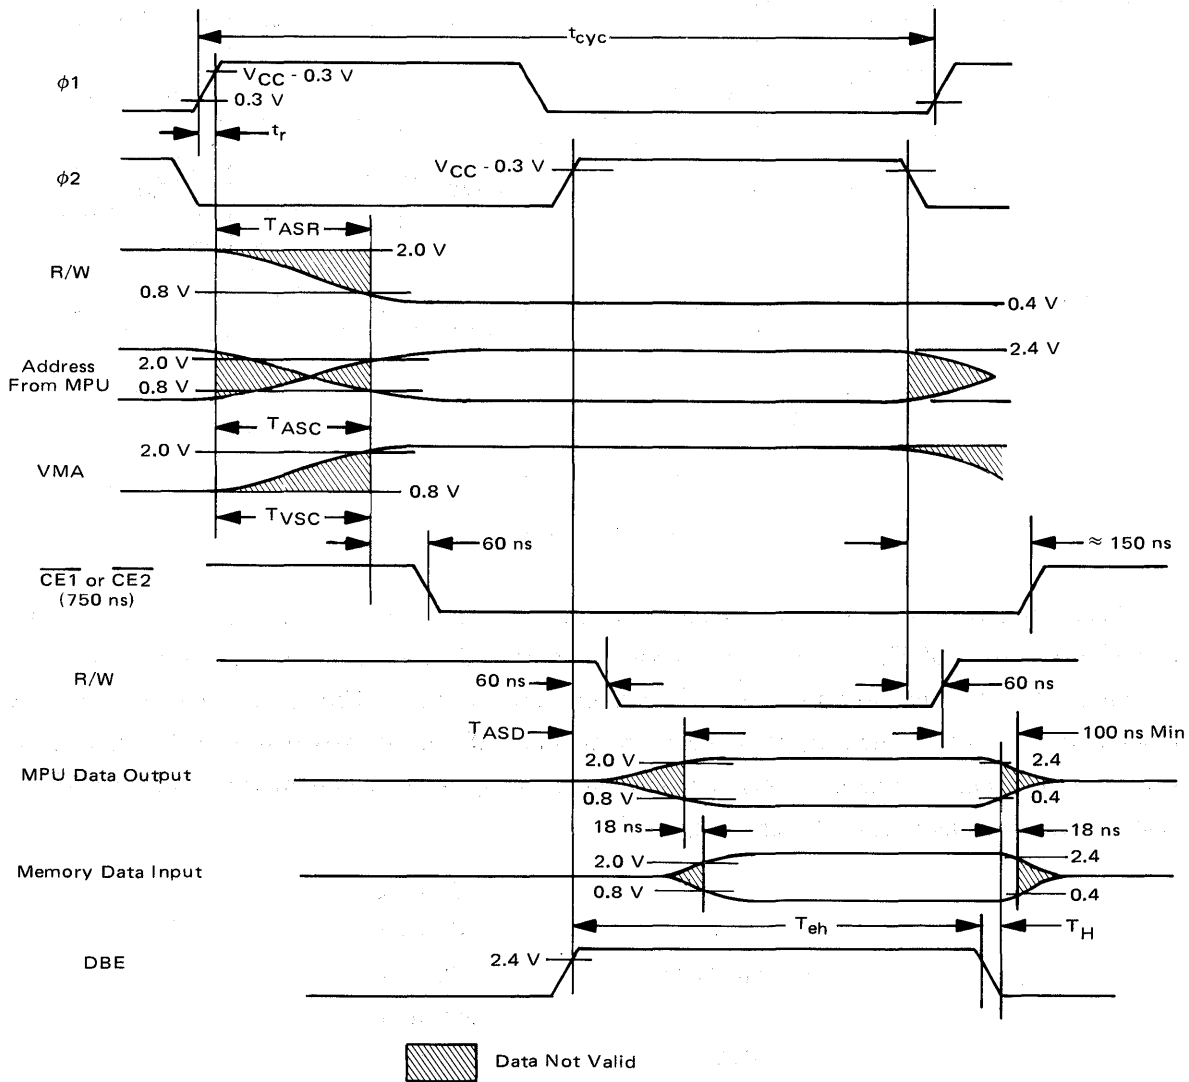 tcyc
VCC - 0.3 V
ϕ1
0.3 V
tr
VCC - 0.3 V
ϕ2
TASR
2.0 V
R/W
0.8 V
0.4 V
2.4 V
Address
From MPU
2.0 V
0.8 V
TASC
2.0 V
VMA
0.8 V
TVSC
60 ns
≈ 150 ns
CE1 or CE2
(750 ns)
R/W
60 ns
60 ns
TASD
100 ns Min
MPU Data Output
2.0 V
2.4
0.8 V
0.4
18 ns
18 ns
Memory Data Input
2.0 V
2.4
0.8 V
0.4
Teh
TH
DBE
2.4 V
Data Not Valid